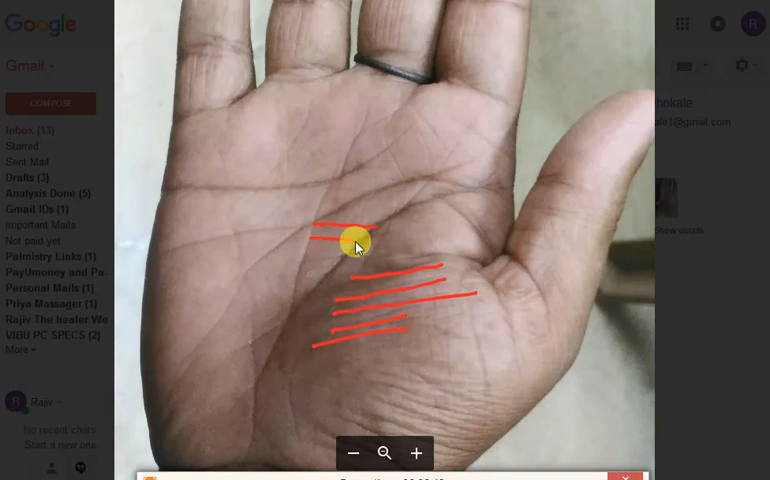 Google
R
Gmail
COMPOSE
hokale
Inbox (13)
ale1@gmail.com
Starred
Sent Mail
Drafts (3)
Analysis Done (5)
Gmail IDs (1)
Important Mails
Not paid yet
Show details
Palmistry Links (1)
PayUmoney and Pa
Personal Mails (1)
Priya Massager (1)
Rajiv The healer We
VIBU PC SPECS (2)
More
R
Rajiv
No recent chats
Start a new one